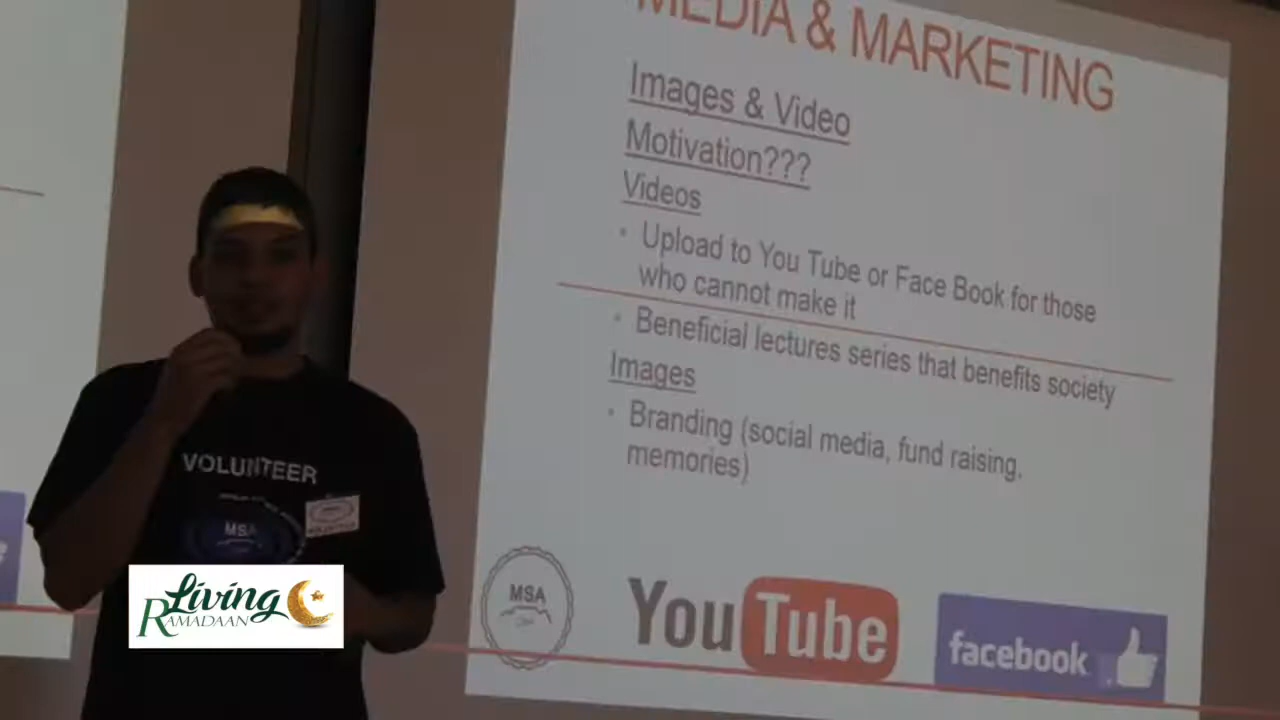 MEDIA & MARKETING
Images & Video
Motivation???
Videos
• Upload to You Tube or Face Book for those
who cannot make it
• Beneficial lectures series that benefits society
Images
• Branding (social media, fund raising,
memories)
MSA
YouTube
facebook
VOLUNTEER
MSA
VOLUNTEER
Living
RAMADAAN